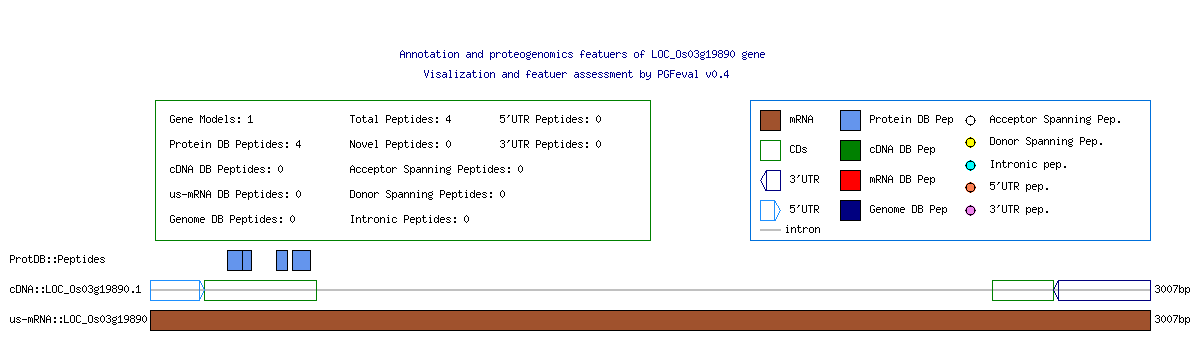 Annotation and proteogenomics featuers of LOC_Os03g19890 gene
Visalization and featuer assessment by PGFeval v0.4
Gene Models: 1 Total Peptides: 4 5'UTR Peptides: 0
Protein DB Peptides: 4 Novel Peptides: 0 3'UTR Peptides: 0
cDNA DB Peptides: 0 Acceptor Spanning Peptides: 0
us-mRNA DB Peptides: 0 Donor Spanning Peptides: 0
Genome DB Peptides: 0 Intronic Peptides: 0
mRNA Protein DB Pep Acceptor Spanning Pep.
CDs cDNA DB Pep Donor Spanning Pep.
3'UTR mRNA DB Pep Intronic pep.
5'UTR Genome DB Pep 5'UTR pep.
intron 3'UTR pep.
ProtDB::Peptides
cDNA::LOC_Os03g19890.1 3007bp
us-mRNA::LOC_Os03g19890 3007bp